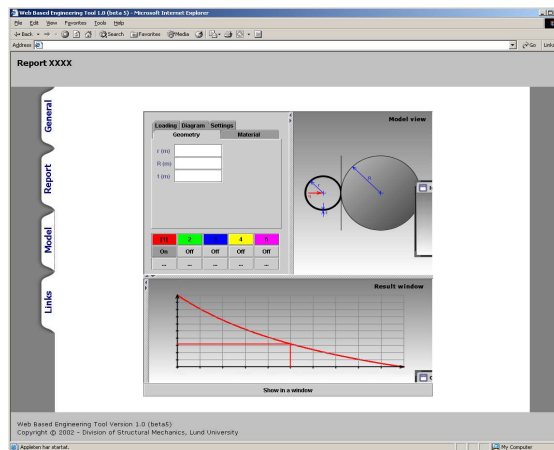 Web Based Engineering Tool 1.0 (beta 5) - Microsoft Internet Explorer
File Edit View Favorites Tools Help
Back Search Favorites Media
Address Go Links
Report XXXX
General
Report
Model
Links
Loading Diagram Settings
Geometry Material
r (m)
R (m)
t (m)
(1) 2 3 4 5
On Off Off Off Off
... ... ... ... ...
Model view
r
R
Result window
Show in a window
Web Based Engineering Tool Version 1.0 (beta5)
Copyright © 2002 - Division of Structural Mechanics, Lund University
Appleten har startat. My Computer